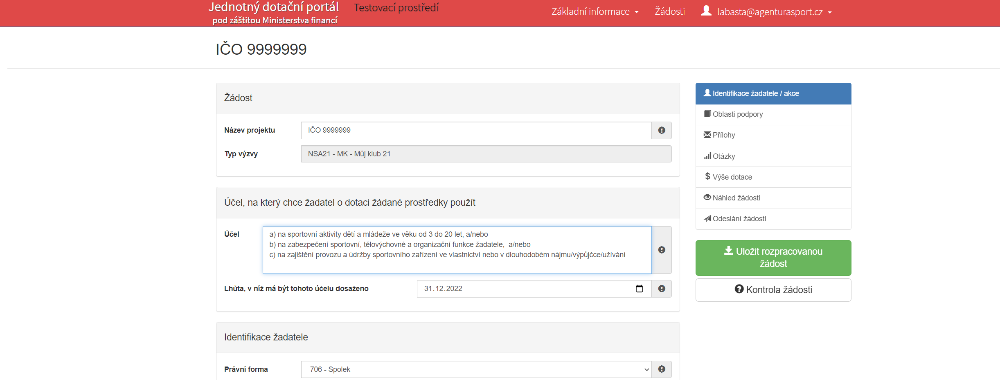 Jednotný dotační portál
pod záštitou Ministerstva financí
Testovací prostředí
Základní informace
Žádosti
labasta@agenturasport.cz
IČO 9999999
Žádost
Název projektu
IČO 9999999
Typ výzvy
NSA21 - MK - Můj klub 21
Účel, na který chce žadatel o dotaci žádané prostředky použít
Účel
a) na sportovní aktivity dětí a mládeže ve věku od 3 do 20 let, a/nebo
b) na zabezpečení sportovní, tělovýchovné a organizační funkce žadatele,  a/nebo
c) na zajištění provozu a údržby sportovního zařízení ve vlastnictví nebo v dlouhodobém nájmu/výpůjčce/užívání
Lhůta, v níž má být tohoto účelu dosaženo
31.12.2022
Identifikace žadatele
Právní forma
706 - Spolek
Identifikace žadatele / akce
Oblasti podpory
Přílohy
Otázky
Výše dotace
Náhled žádosti
Odeslání žádosti
Uložit rozpracovanou
žádost
Kontrola žádosti